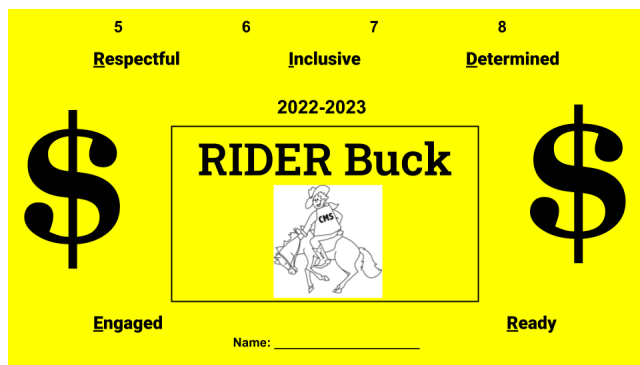 5 6 7 8
Respectful Inclusive Determined
2022-2023
$ $
RIDER Buck
CMS
Engaged Ready
Name: ____________________